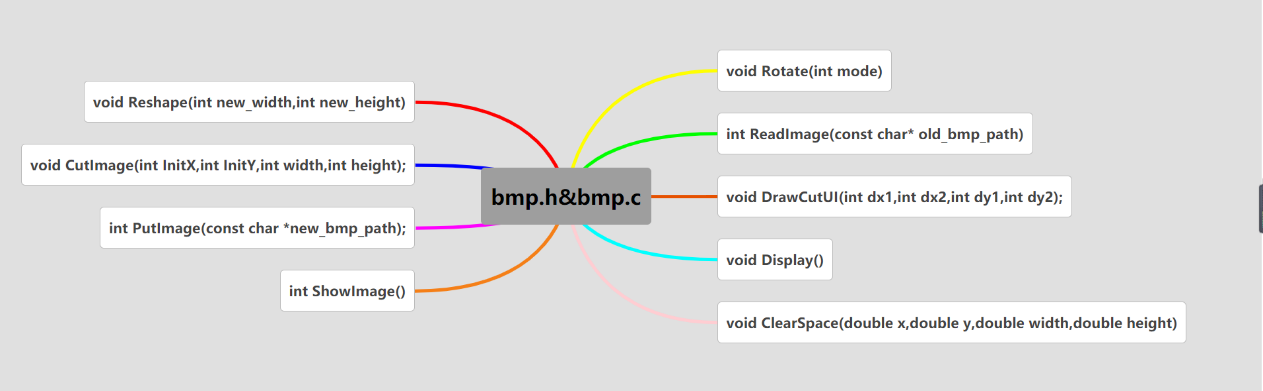 void Rotate(int mode)
void Reshape(int new_width,int new_height)
int ReadImage(const char* old_bmp_path)
void CutImage(int InitX,int InitY,int width,int height);
bmp.h&bmp.c
void DrawCutUI(int dx1,int dx2,int dy1,int dy2);
int PutImage(const char *new_bmp_path);
void Display()
int ShowImage()
void ClearSpace(double x,double y,double width,double height)